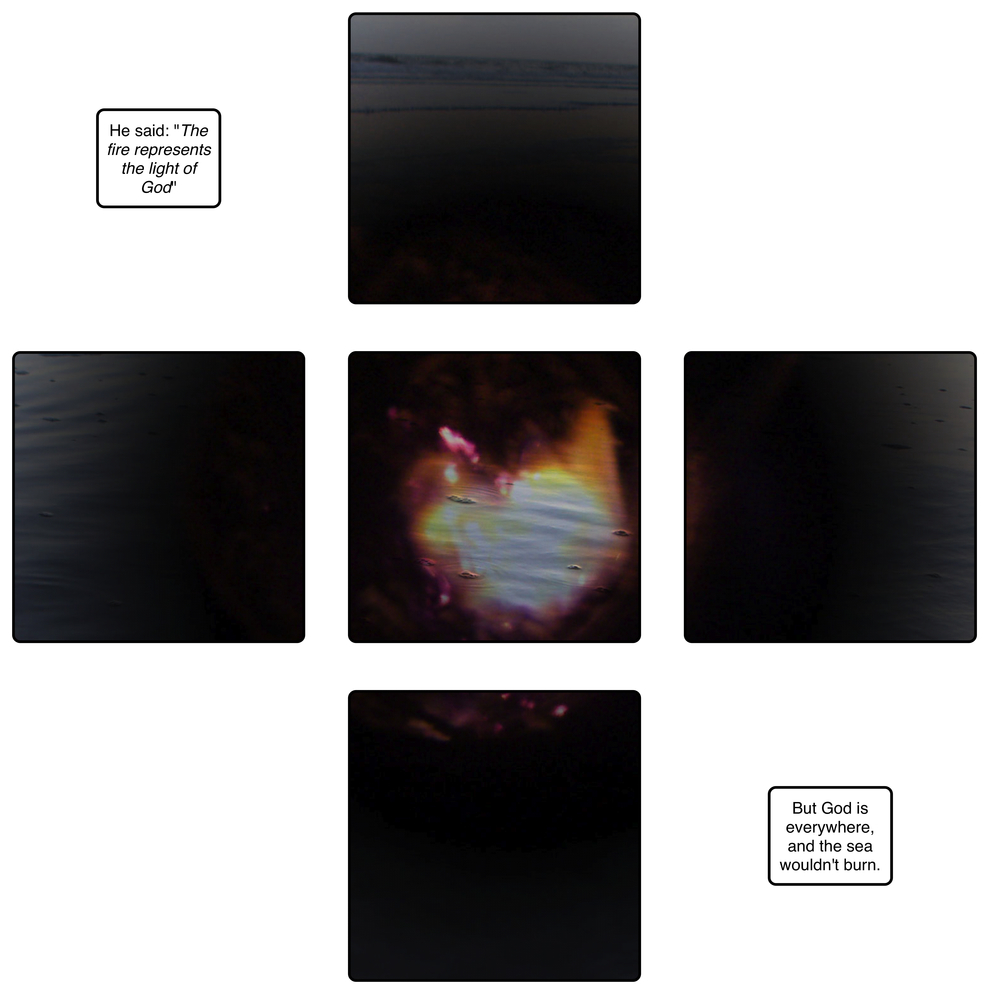 He said: "The
fire represents
the light of
God"
But God is
everywhere,
and the sea
wouldn't burn.